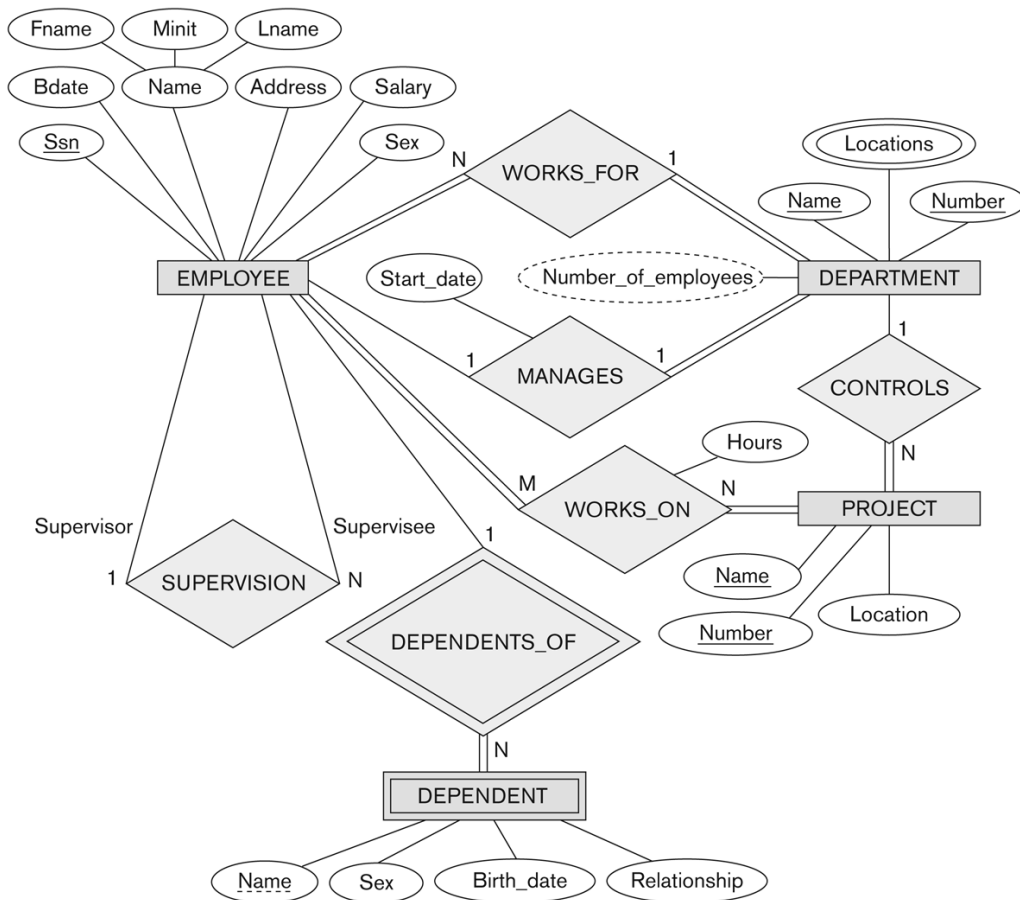 Fname
Minit
Lname
Bdate
Name
Address
Salary
Ssn
Sex
N
WORKS_FOR
1
Locations
Name
Number
EMPLOYEE
Start_date
Number_of_employees
DEPARTMENT
1
MANAGES
1
1
CONTROLS
N
Hours
M
WORKS_ON
N
PROJECT
Supervisor
Supervisee
1
SUPERVISION
N
1
Name
Number
Location
DEPENDENTS_OF
N
DEPENDENT
Name
Sex
Birth_date
Relationship